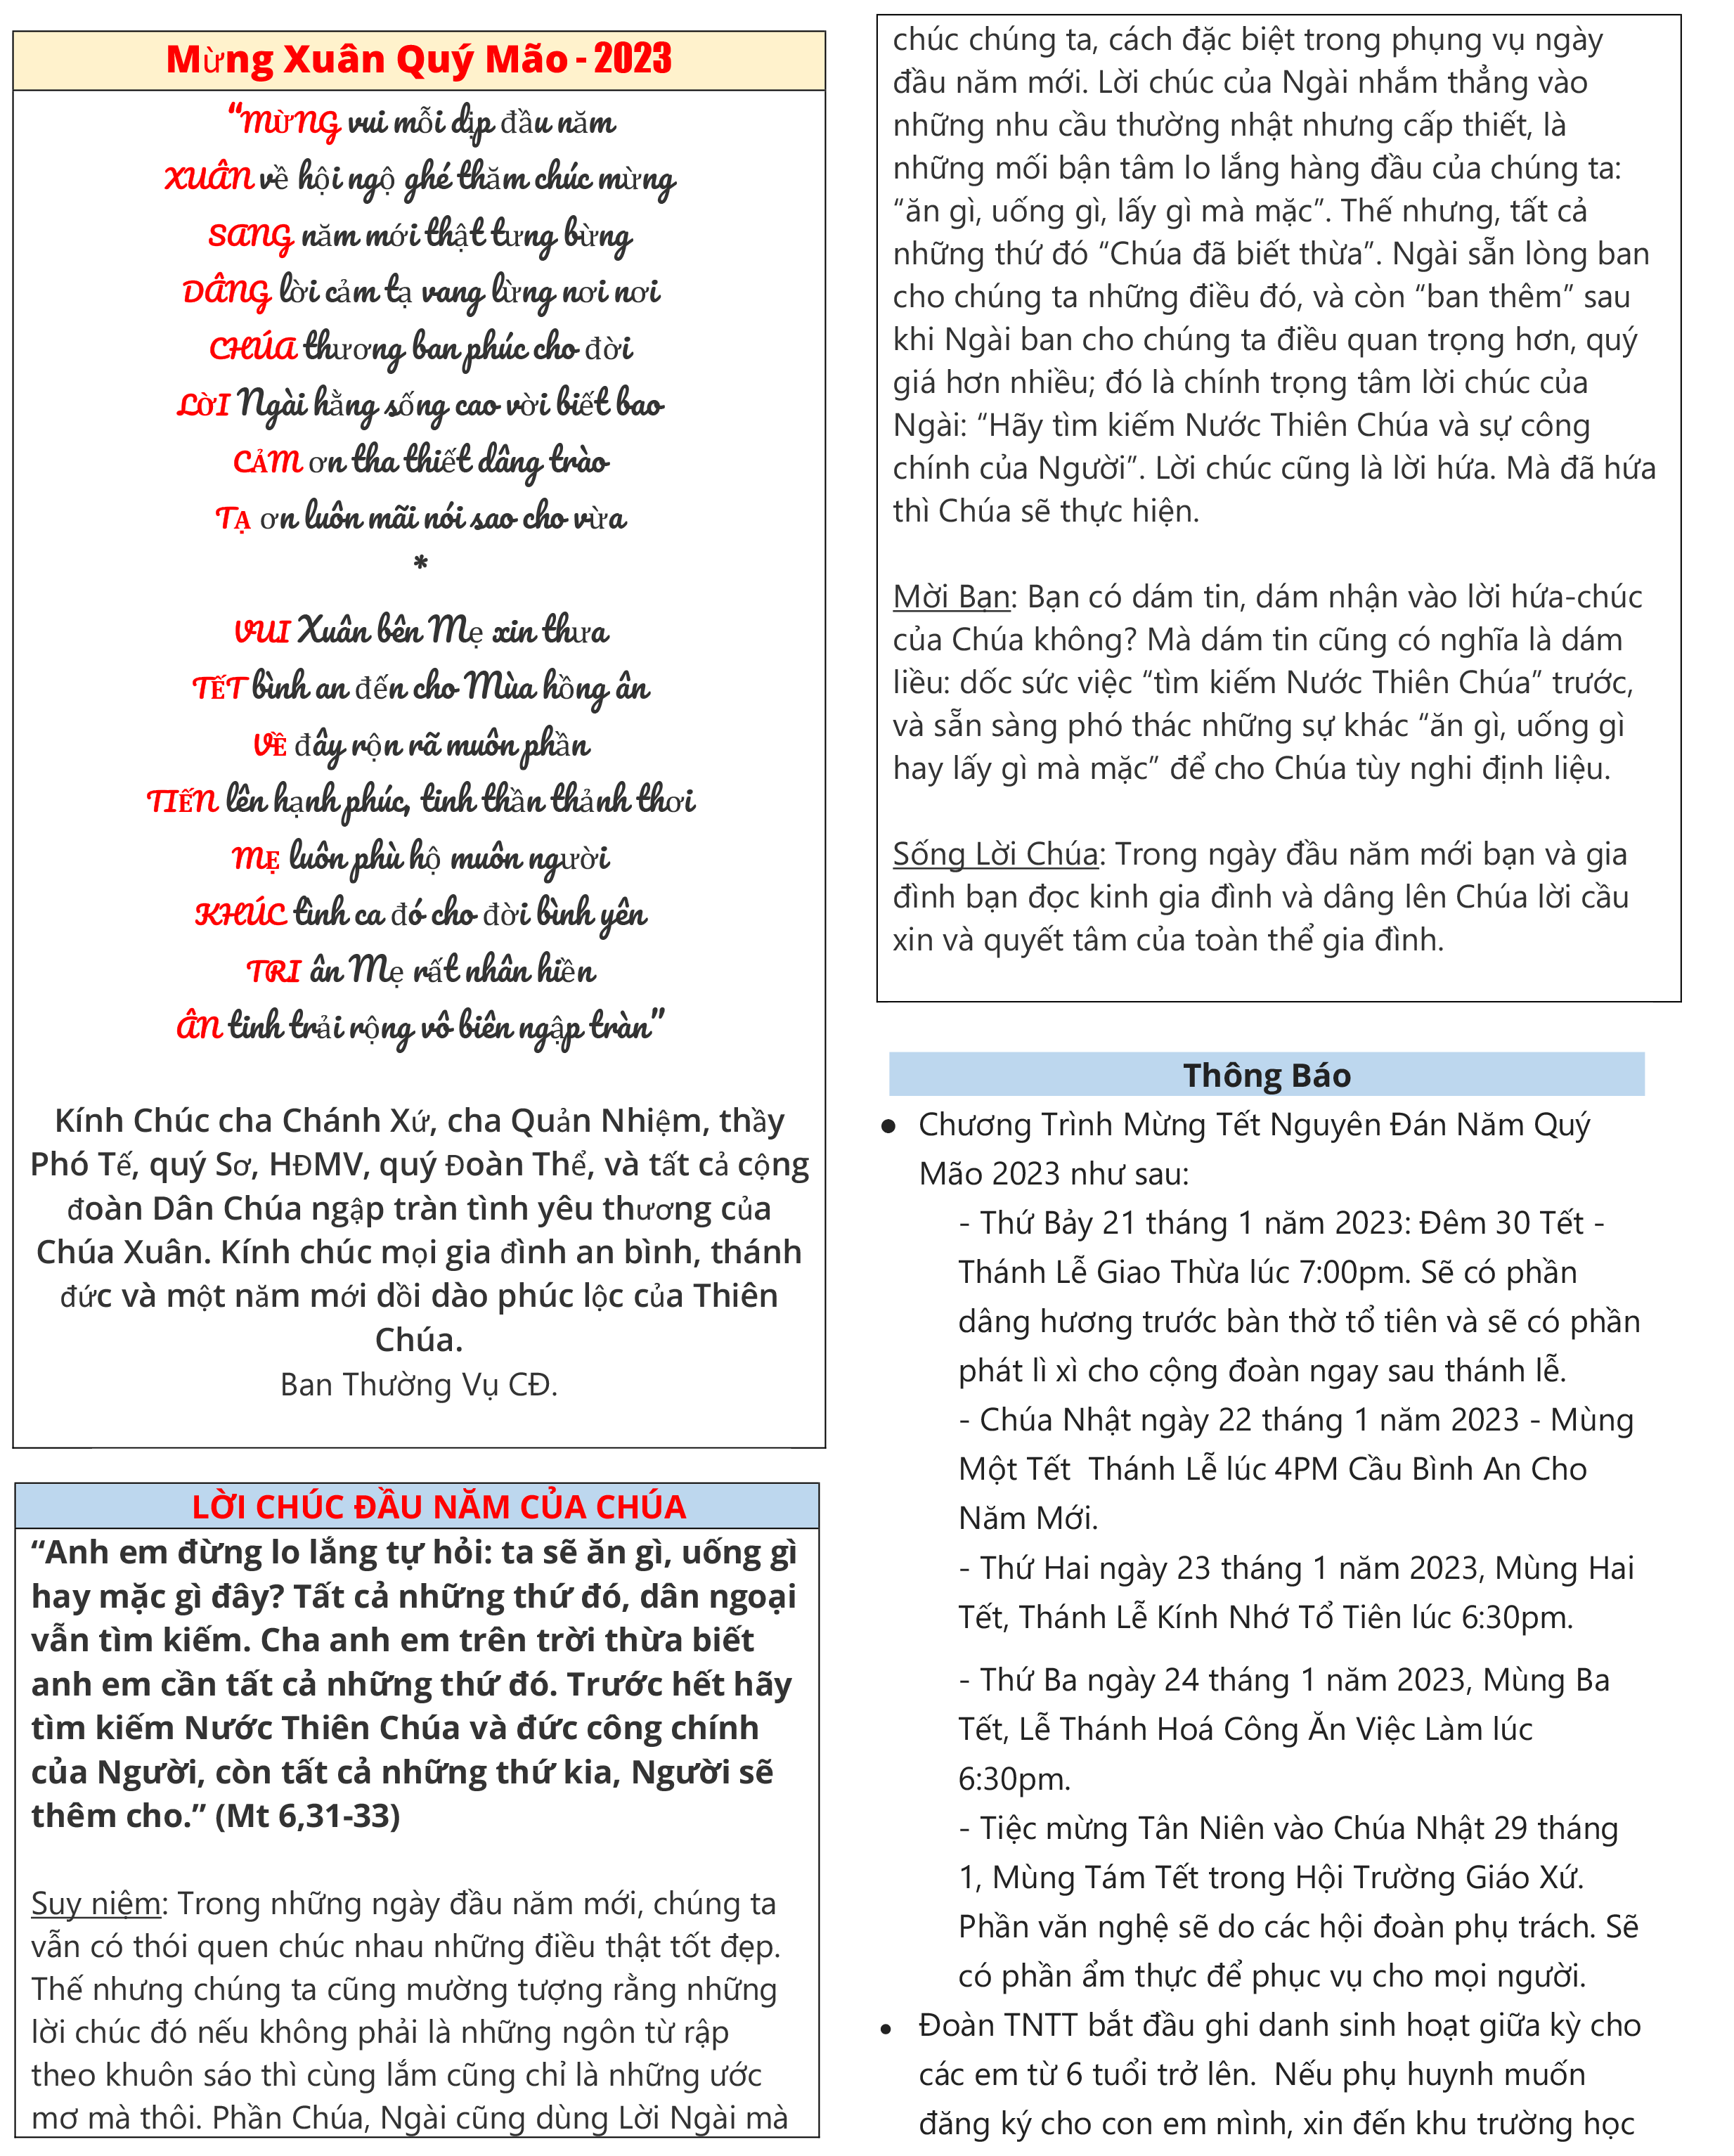 Mừng Xuân Quý Mão - 2023
“MỪNG vui mỗi dịp đầu năm
XUÂN về hội ngộ ghé thăm chúc mừng
SANG năm mới thật tưng bừng
DÂNG lời cảm tạ vang lừng nơi nơi
CHÚA thương ban phúc cho đời
LỜI Ngài hằng sống cao vời biết bao
CẢM ơn tha thiết dâng trào
TẠ ơn luôn mãi nói sao cho vừa
*
VUI Xuân bên Mẹ xin thưa
TẾT bình an đến cho Mùa hồng ân
VỀ đây rộn rã muôn phần
TIẾN lên hạnh phúc, tinh thần thảnh thơi
MẸ luôn phù hộ muôn người
KHÚC tình ca đó cho đời bình yên
TRI ân Mẹ rất nhân hiền
ÂN tinh trải rộng vô biên ngập tràn”
Kính Chúc cha Chánh Xứ, cha Quản Nhiệm, thầy
Phó Tế, quý Sơ, HĐMV, quý Đoàn Thể, và tất cả cộng
đoàn Dân Chúa ngập tràn tình yêu thương của
Chúa Xuân. Kính chúc mọi gia đình an bình, thánh
đức và một năm mới dồi dào phúc lộc của Thiên
Chúa.
Ban Thường Vụ CĐ.
LỜI CHÚC ĐẦU NĂM CỦA CHÚA
“Anh em đừng lo lắng tự hỏi: ta sẽ ăn gì, uống gì
hay mặc gì đây? Tất cả những thứ đó, dân ngoại
vẫn tìm kiếm. Cha anh em trên trời thừa biết
anh em cần tất cả những thứ đó. Trước hết hãy
tìm kiếm Nước Thiên Chúa và đức công chính
của Người, còn tất cả những thứ kia, Người sẽ
thêm cho.” (Mt 6,31-33)
Suy niệm: Trong những ngày đầu năm mới, chúng ta
vẫn có thói quen chúc nhau những điều thật tốt đẹp.
Thế nhưng chúng ta cũng mường tượng rằng những
lời chúc đó nếu không phải là những ngôn từ rập
theo khuôn sáo thì cùng lắm cũng chỉ là những ước
mơ mà thôi. Phần Chúa, Ngài cũng dùng Lời Ngài mà
chúc chúng ta, cách đặc biệt trong phụng vụ ngày
đầu năm mới. Lời chúc của Ngài nhắm thẳng vào
những nhu cầu thường nhật nhưng cấp thiết, là
những mối bận tâm lo lắng hàng đầu của chúng ta:
“ăn gì, uống gì, lấy gì mà mặc”. Thế nhưng, tất cả
những thứ đó “Chúa đã biết thừa”. Ngài sẵn lòng ban
cho chúng ta những điều đó, và còn “ban thêm” sau
khi Ngài ban cho chúng ta điều quan trọng hơn, quý
giá hơn nhiều; đó là chính trọng tâm lời chúc của
Ngài: “Hãy tìm kiếm Nước Thiên Chúa và sự công
chính của Người”. Lời chúc cũng là lời hứa. Mà đã hứa
thì Chúa sẽ thực hiện.
Mời Bạn: Bạn có dám tin, dám nhận vào lời hứa-chúc
của Chúa không? Mà dám tin cũng có nghĩa là dám
liều: dốc sức việc “tìm kiếm Nước Thiên Chúa” trước,
và sẵn sàng phó thác những sự khác “ăn gì, uống gì
hay lấy gì mà mặc” để cho Chúa tùy nghi định liệu.
Sống Lời Chúa: Trong ngày đầu năm mới bạn và gia
đình bạn đọc kinh gia đình và dâng lên Chúa lời cầu
xin và quyết tâm của toàn thể gia đình.
Thông Báo
● Chương Trình Mừng Tết Nguyên Đán Năm Quý
Mão 2023 như sau:
- Thứ Bảy 21 tháng 1 năm 2023: Đêm 30 Tết -
Thánh Lễ Giao Thừa lúc 7:00pm. Sẽ có phần
dâng hương trước bàn thờ tổ tiên và sẽ có phần
phát lì xì cho cộng đoàn ngay sau thánh lễ.
- Chúa Nhật ngày 22 tháng 1 năm 2023 - Mùng
Một Tết Thánh Lễ lúc 4PM Cầu Bình An Cho
Năm Mới.
- Thứ Hai ngày 23 tháng 1 năm 2023, Mùng Hai
Tết, Thánh Lễ Kính Nhớ Tổ Tiên lúc 6:30pm.
- Thứ Ba ngày 24 tháng 1 năm 2023, Mùng Ba
Tết, Lễ Thánh Hoá Công Ăn Việc Làm lúc
6:30pm.
- Tiệc mừng Tân Niên vào Chúa Nhật 29 tháng
1, Mùng Tám Tết trong Hội Trường Giáo Xứ.
Phần văn nghệ sẽ do các hội đoàn phụ trách. Sẽ
có phần ẩm thực để phục vụ cho mọi người.
● Đoàn TNTT bắt đầu ghi danh sinh hoạt giữa kỳ cho
các em từ 6 tuổi trở lên. Nếu phụ huynh muốn
đăng ký cho con em mình, xin đến khu trường học